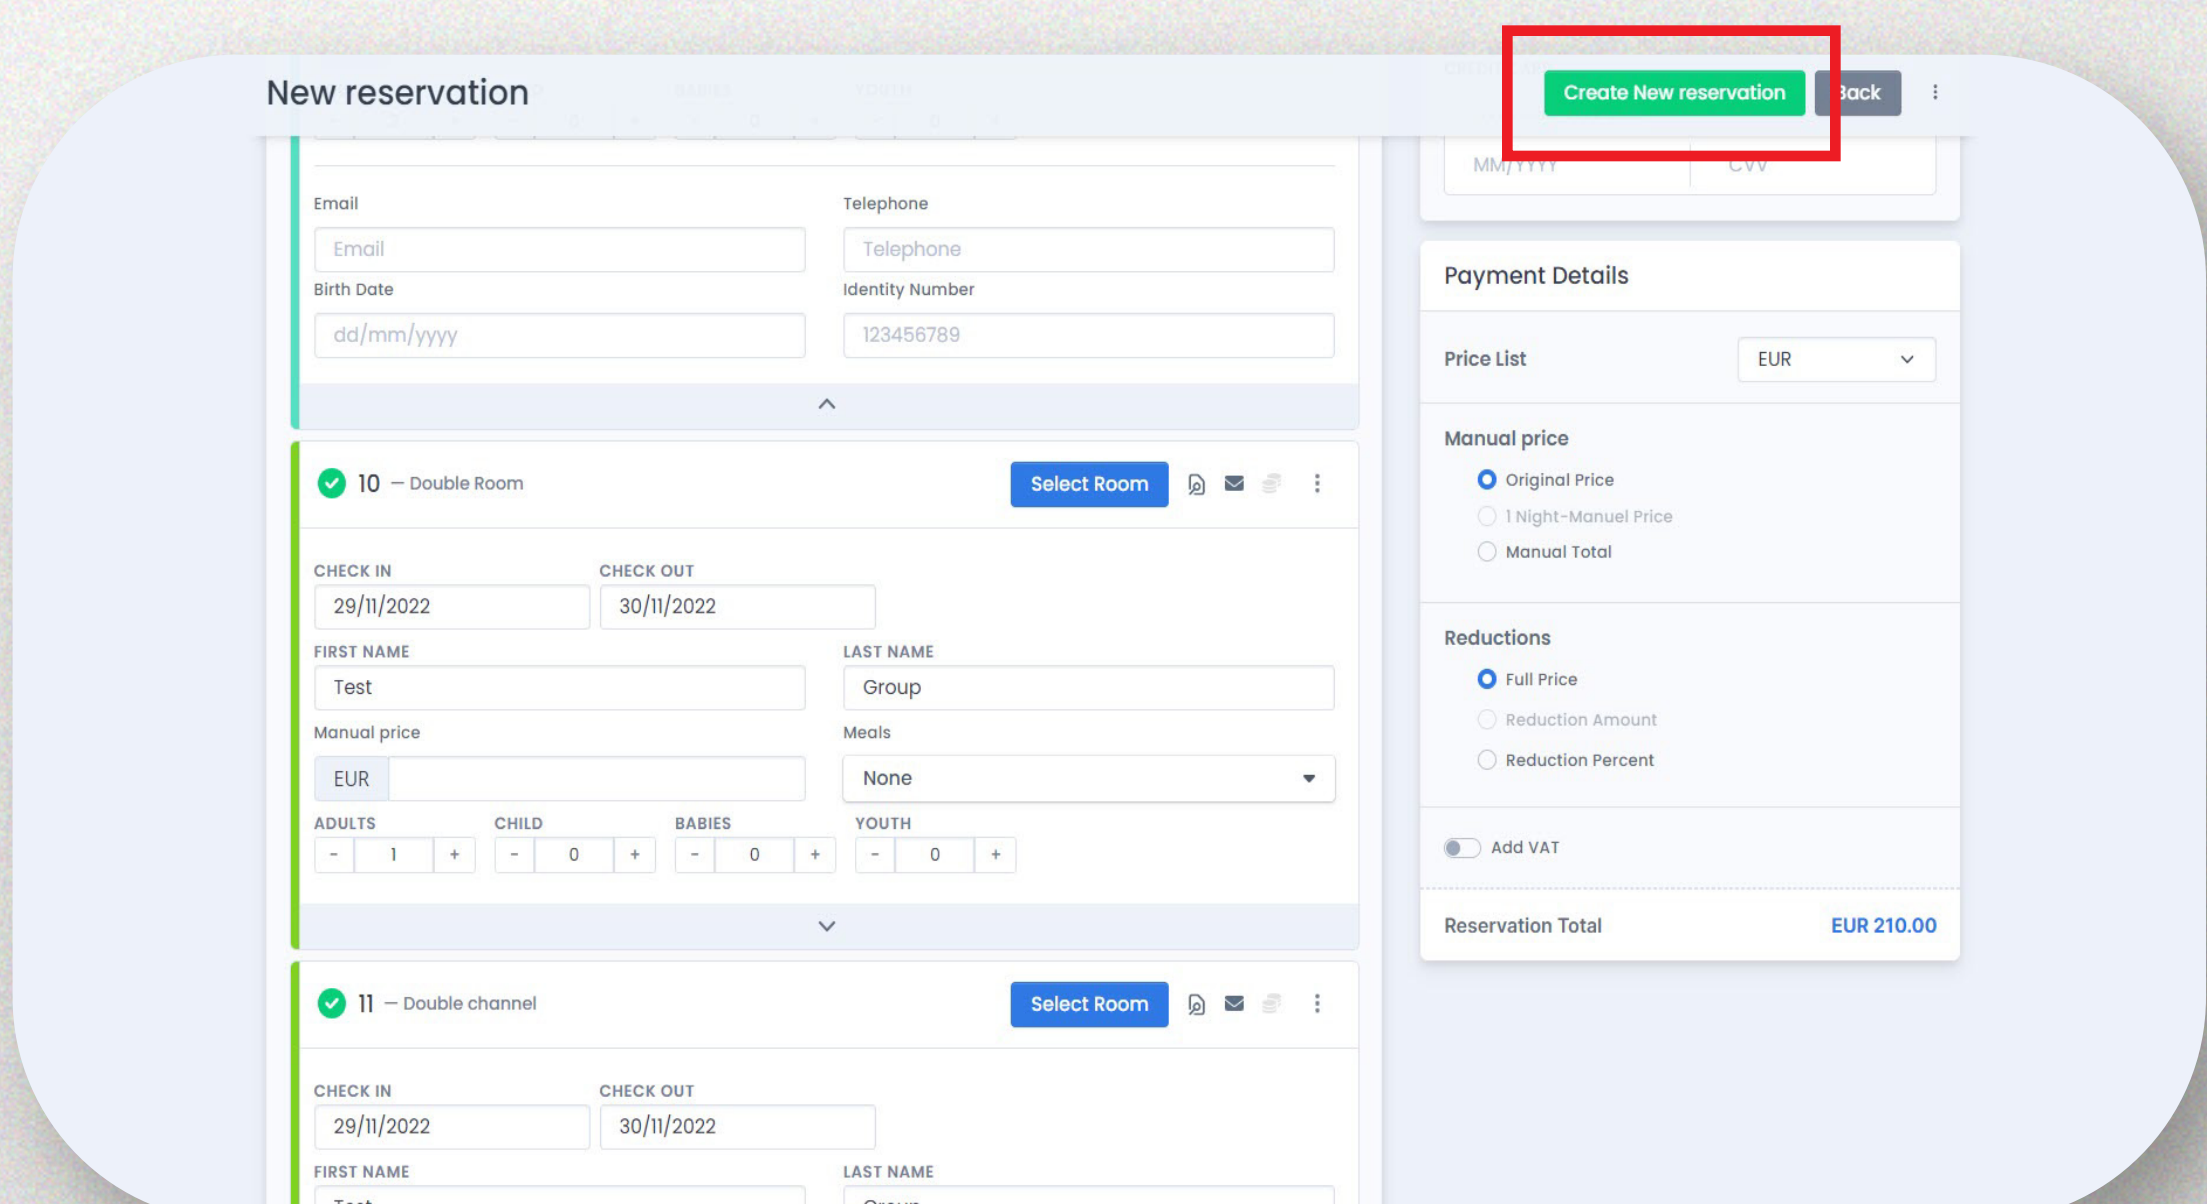 New reservation
Create New reservation
Back
MM/YYYY
CVV
Email
Telephone
Email
Telephone
Birth Date
Identity Number
dd/mm/yyyy
123456789
10 – Double Room
Select Room
CHECK IN
CHECK OUT
29/11/2022
30/11/2022
FIRST NAME
LAST NAME
Test
Group
Manual price
Meals
EUR
None
ADULTS
CHILD
BABIES
YOUTH
- 1 +
- 0 +
- 0 +
- 0 +
11 – Double channel
Select Room
CHECK IN
CHECK OUT
29/11/2022
30/11/2022
FIRST NAME
LAST NAME
Test
Group
Payment Details
Price List
EUR
Manual price
Original Price
1 Night-Manuel Price
Manual Total
Reductions
Full Price
Reduction Amount
Reduction Percent
Add VAT
Reservation Total
EUR 210.00